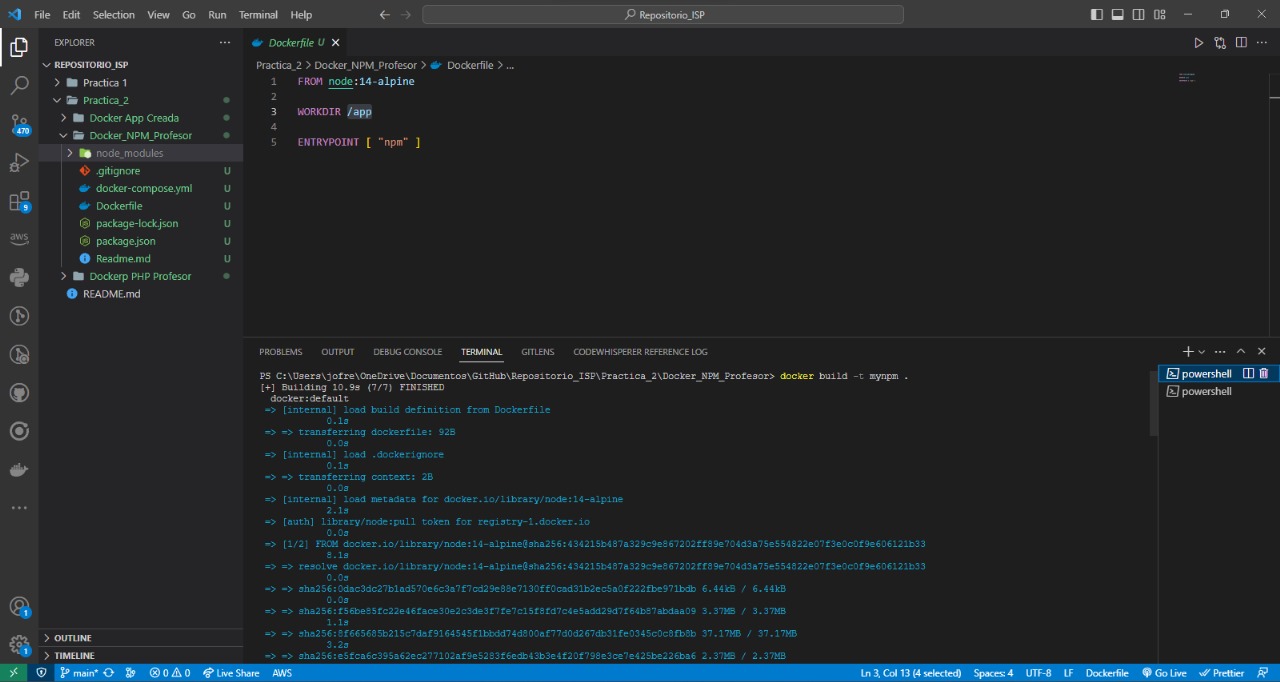 File Edit Selection View Go Run Terminal Help
Repositorio_ISP
EXPLORER
REPOSITORIO_ISP
Practica 1
Practica_2
Docker App Creada
Docker_NPM_Profesor
node_modules
.gitignore U
docker-compose.yml U
Dockerfile U
package-lock.json U
package.json U
Readme.md U
Dockerp PHP Profesor
README.md
OUTLINE
TIMELINE
470
9
aws
1
1
Dockerfile U
Practica_2 > Docker_NPM_Profesor > Dockerfile > ...
1 FROM node:14-alpine
2
3 WORKDIR /app
4
5 ENTRYPOINT [ "npm" ]
PROBLEMS OUTPUT DEBUG CONSOLE TERMINAL GITLENS CODEWHISPERER REFERENCE LOG
PS C:\Users\jofre\OneDrive\Documentos\GitHub\Repositorio_ISP\Practica_2\Docker_NPM_Profesor> docker build -t mynpm .
[+] Building 10.9s (7/7) FINISHED
docker:default
=> [internal] load build definition from Dockerfile
0.1s
=> => transferring dockerfile: 92B
0.0s
=> [internal] load .dockerignore
0.1s
=> => transferring context: 2B
0.0s
=> [internal] load metadata for docker.io/library/node:14-alpine
2.1s
=> [auth] library/node:pull token for registry-1.docker.io
0.0s
=> [1/2] FROM docker.io/library/node:14-alpine@sha256:434215b487a329c9e867202ff89e704d3a75e554822e07f3e0c0f9e606121b33
8.1s
=> => resolve docker.io/library/node:14-alpine@sha256:434215b487a329c9e867202ff89e704d3a75e554822e07f3e0c0f9e606121b33
0.0s
=> => sha256:0dac3dc27b1ad570e6c3a7f7cd29e88e7130ff0cad31b2ec5a0f222fbe971bdb 6.44kB / 6.44kB
0.0s
=> => sha256:f56be85fc22e46face30e2c3de3f7fe7c15f8fd7c4e5add29d7f64b87abdaa09 3.37MB / 3.37MB
1.1s
=> => sha256:8f665685b215c7daf9164545f1bbdd74d800af77d0d267db31fe0345c0c8fb8b 37.17MB / 37.17MB
3.2s
=> => sha256:e5fca6c395a62ec277102af9e5283f6edb43b3e4f20f798e3ce7e425be226ba6 2.37MB / 2.37MB
powershell
powershell
main* 0 0 Live Share AWS
Ln 3, Col 13 (4 selected) Spaces: 4 UTF-8 LF Dockerfile Go Live Prettier